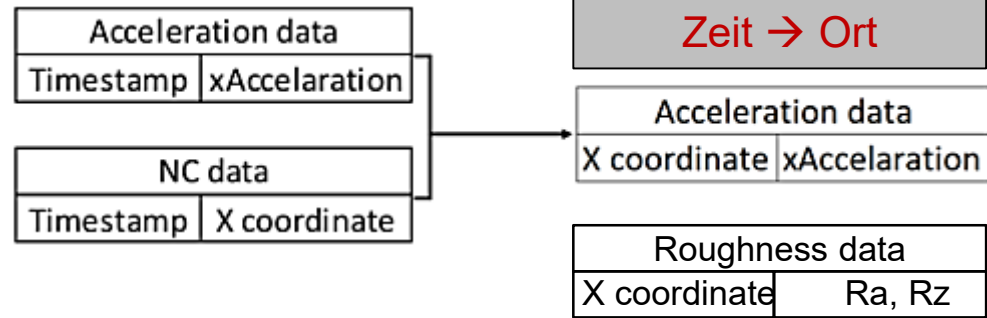 Acceleration data
Timestamp xAccelaration
NC data
Timestamp X coordinate
Zeit → Ort
Acceleration data
X coordinate xAccelaration
Roughness data
X coordinate Ra, Rz